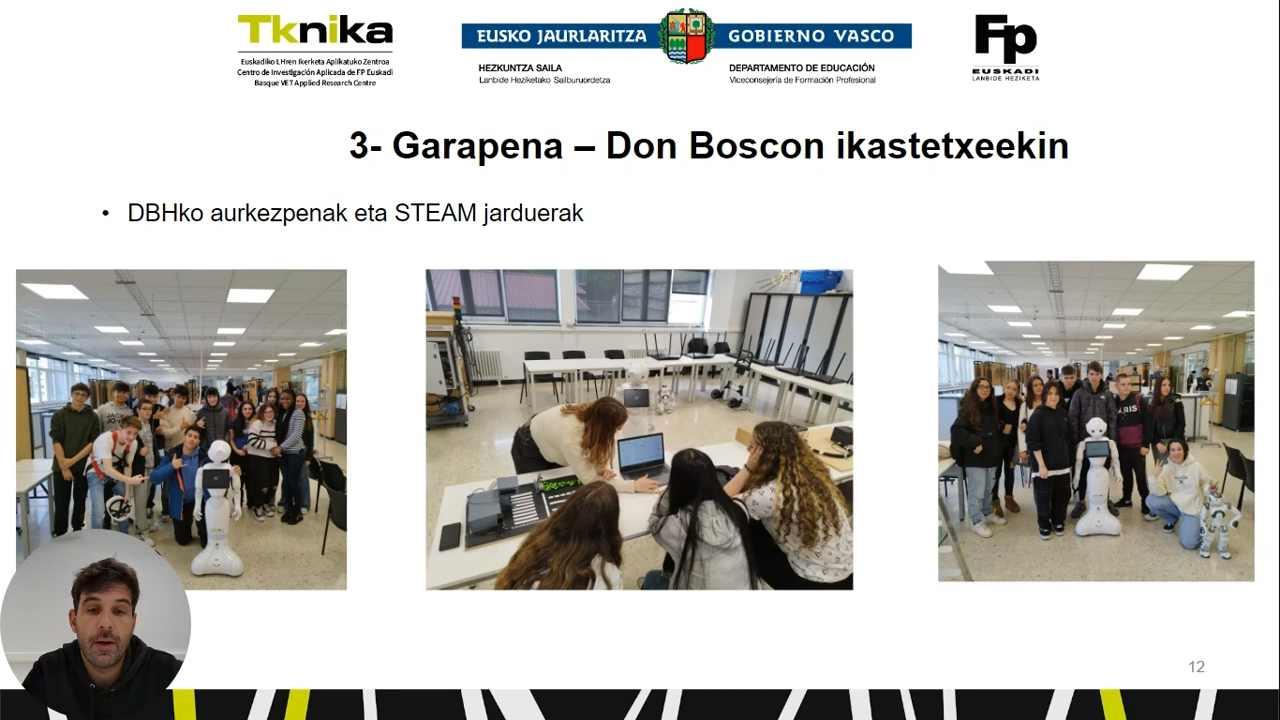 Tknika
Euskadiko LHren Ikerketa Aplikatuko Zentroa
Centro de Investigación Aplicada de FP Euskadi
Basque VET Applied Research Centre
EUSKO JAURLARITZA
GOBIERNO VASCO
HEZKUNTZA SAILA
Lanbide Heziketako Sailburuordetza
DEPARTAMENTO DE EDUCACIÓN
Viceconsejería de Formación Profesional
Fp
EUSKADI
LANBIDE HEZIKETA
3- Garapena – Don Boscon ikastetxeekin
• DBHko aurkezpenak eta STEAM jarduerak
12